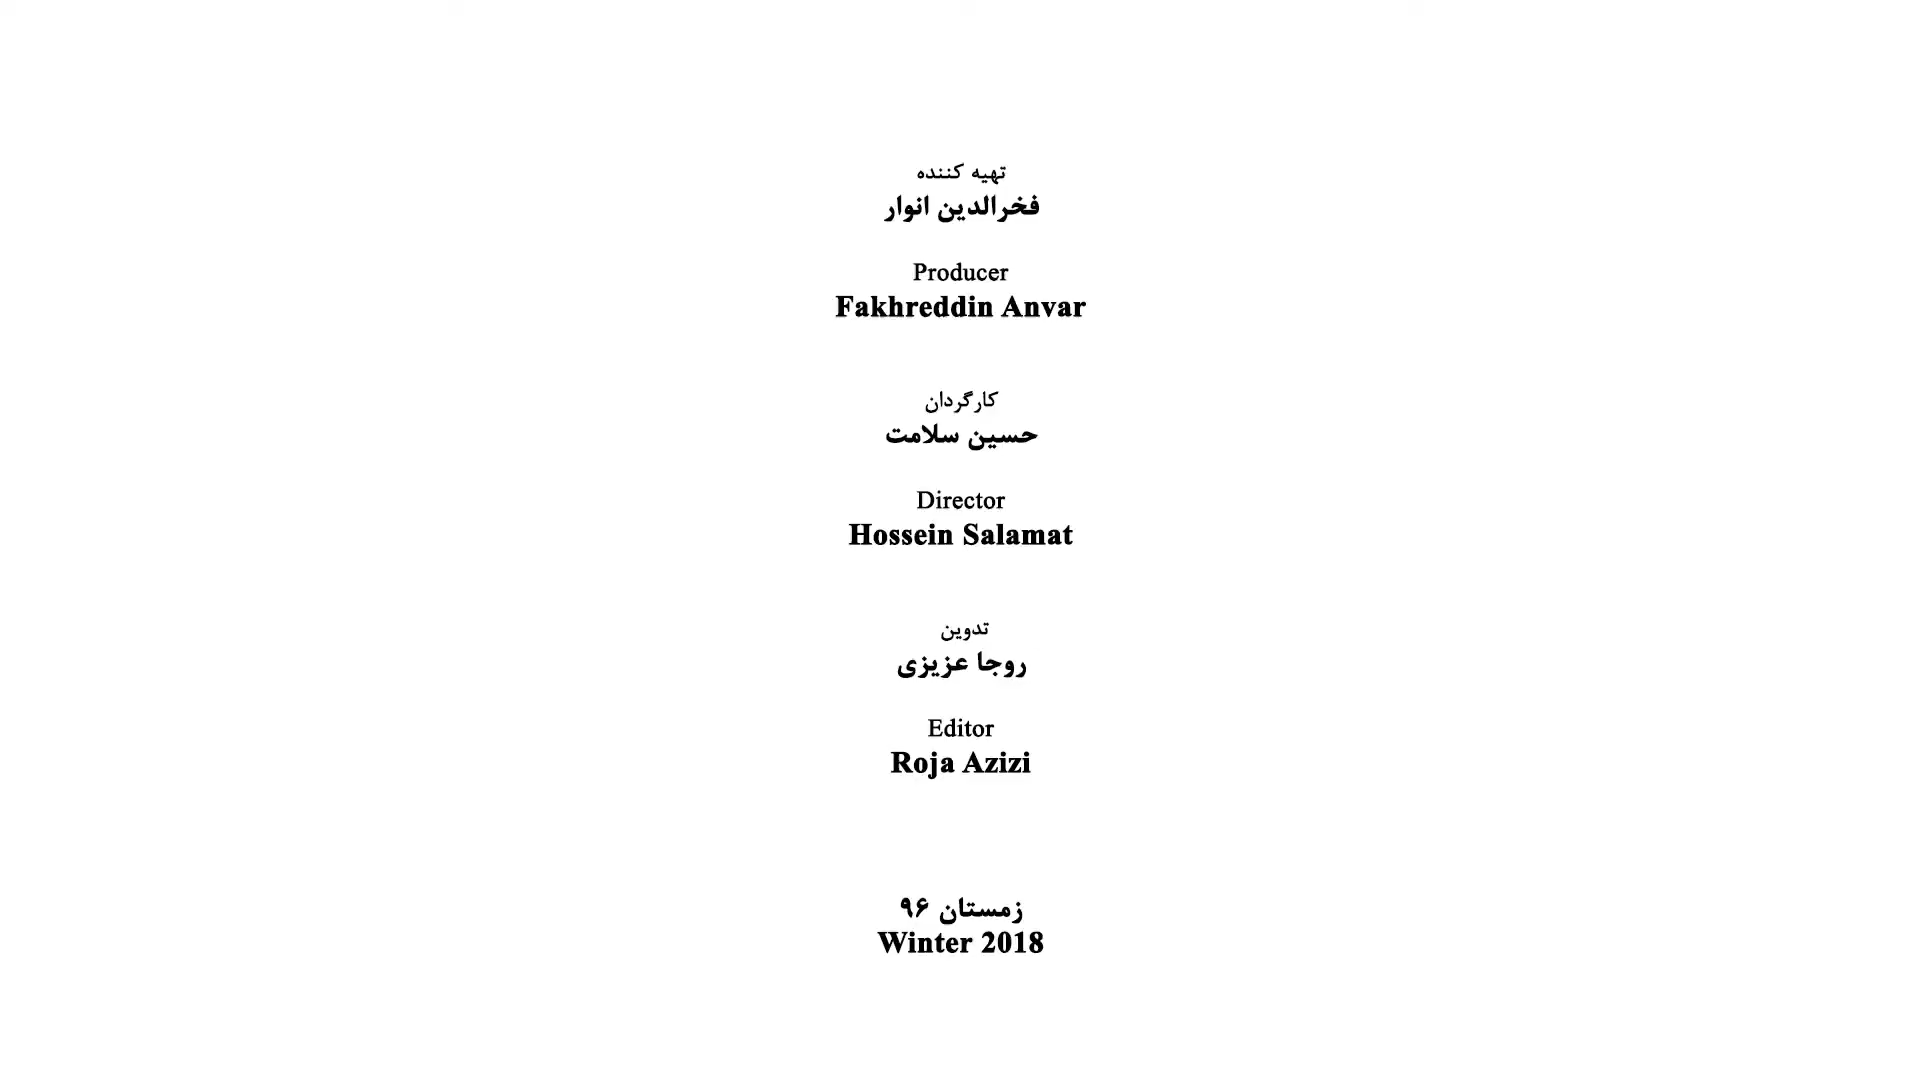 تهیه کننده
فخرالدین انوار
Producer
Fakhreddin Anvar
کارگردان
حسین سلامت
Director
Hossein Salamat
تدوین
روجا عزیزی
Editor
Roja Azizi
زمستان ۹۶
Winter 2018